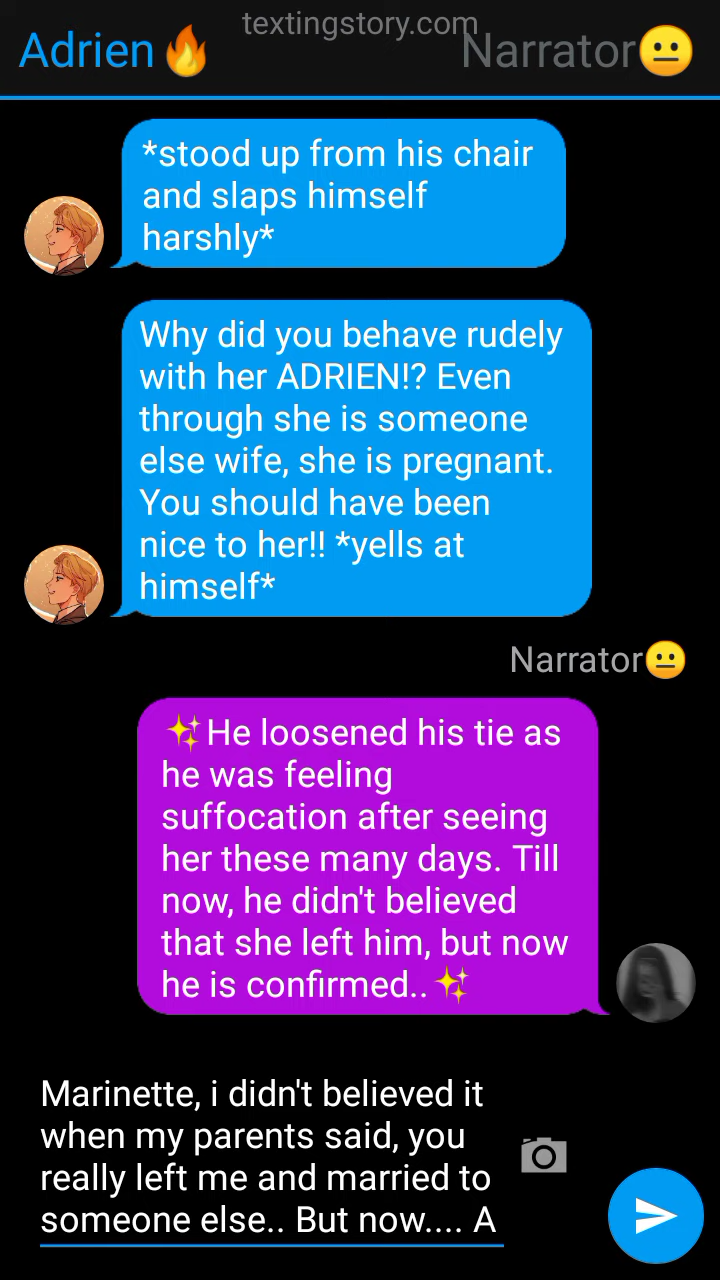 textingstory.com
Adrien🔥 Narrator😐
*stood up from his chair
and slaps himself
harshly*
Why did you behave rudely
with her ADRIEN!? Even
through she is someone
else wife, she is pregnant.
You should have been
nice to her!! *yells at
himself*
Narrator😐
✨He loosened his tie as
he was feeling
suffocation after seeing
her these many days. Till
now, he didn't believed
that she left him, but now
he is confirmed..✨
Marinette, i didn't believed it
when my parents said, you
really left me and married to
someone else.. But now.... A